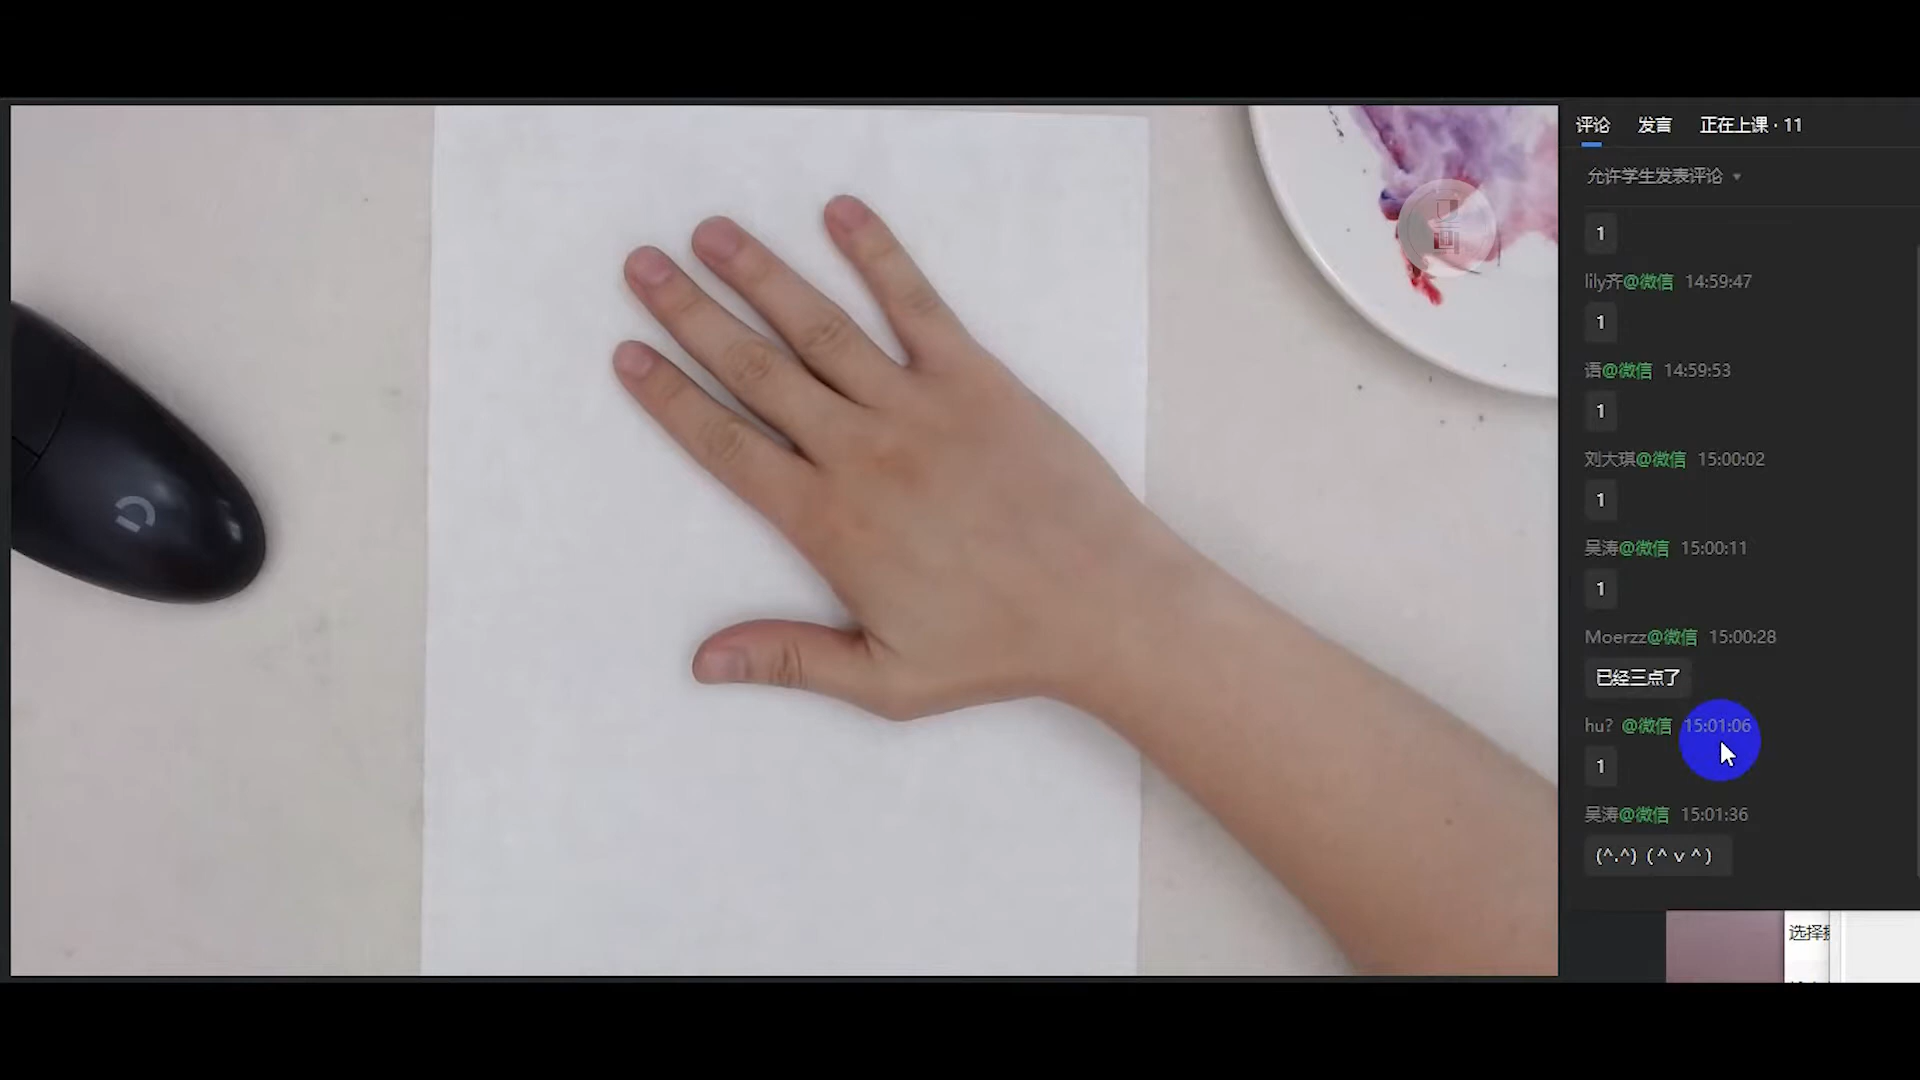 评论 发言 正在上课 · 11
允许学生发表评论
1
lily齐@微信 14:59:47
1
语@微信 14:59:53
1
刘大琪@微信 15:00:02
1
吴涛@微信 15:00:11
1
Moerzz@微信 15:00:28
已经三点了
hu? @微信 15:01:06
1
吴涛@微信 15:01:36
(^.^) ( ^ v ^ )
选择